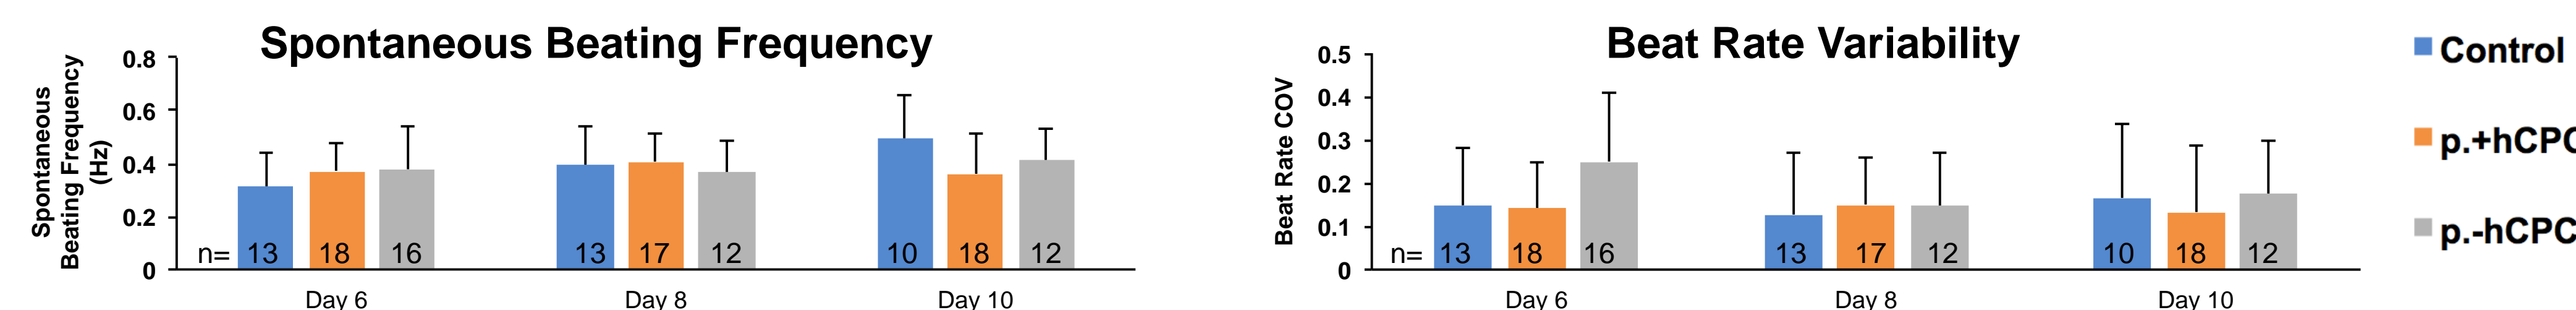 Spontaneous Beating Frequency
Spontaneous
Beating Frequency
(Hz)
0.8
0.6
0.4
0.2
0
n= 13 18 16 13 17 12 10 18 12
Day 6 Day 8 Day 10
Beat Rate Variability
Beat Rate COV
0.5
0.4
0.3
0.2
0.1
0
n= 13 18 16 13 17 12 10 18 12
Day 6 Day 8 Day 10
Control
p.+hCPC
p.-hCPC